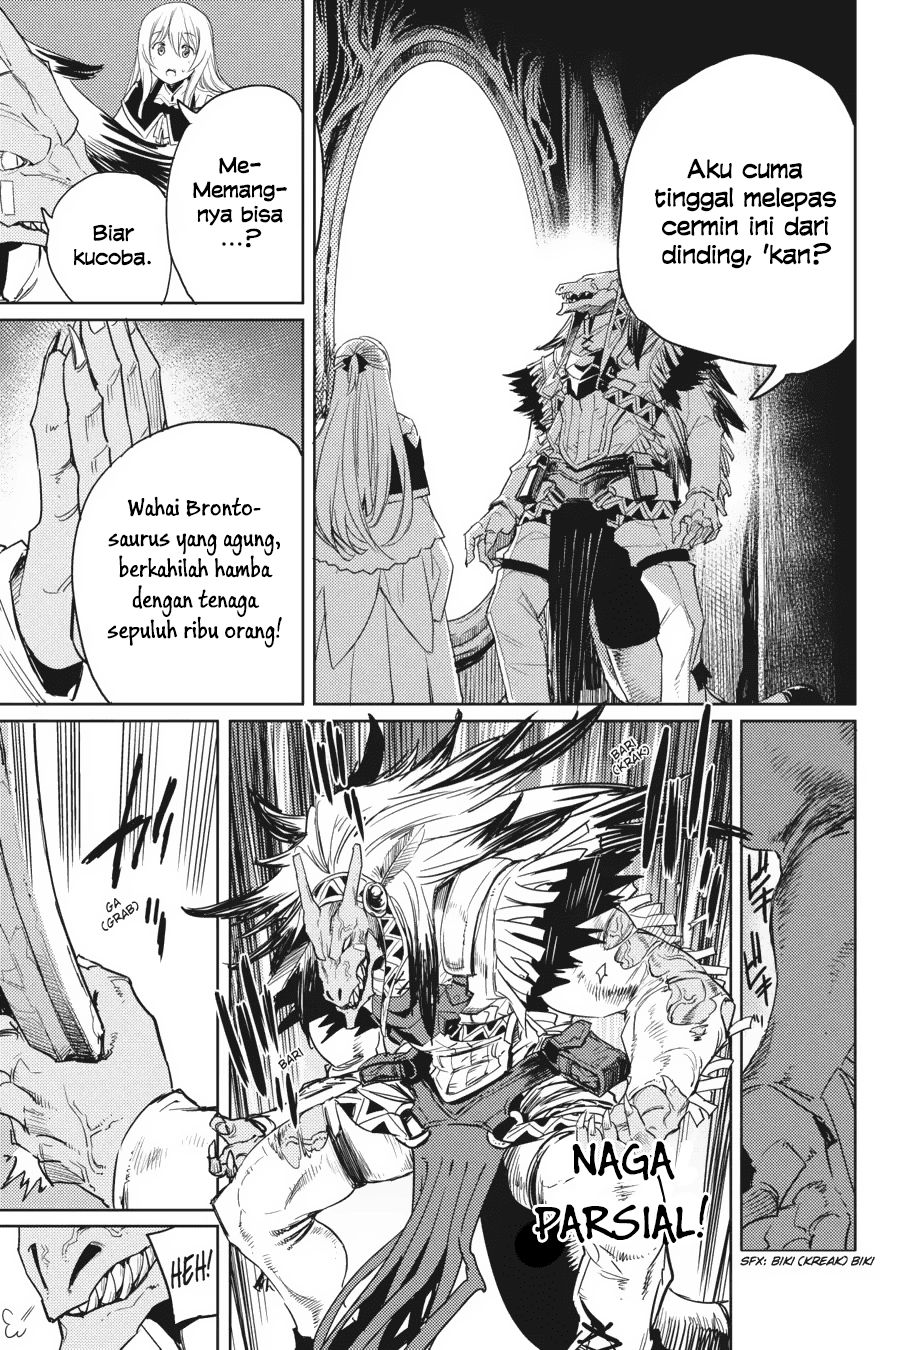 Aku cuma
tinggal melepas
cermin ini dari
dinding, 'kan?
Me-
Memang-
nya bisa
...?
Biar
kucoba.
Wahai Bronto-
saurus yang agung,
berkahilah hamba
dengan tenaga
sepuluh ribu orang!
SFX: BIKI (KREAK) BIKI
BARI
(KRAK)
BARI
NAGA
PARSIAL!
GA
(GRAB)
HEH!